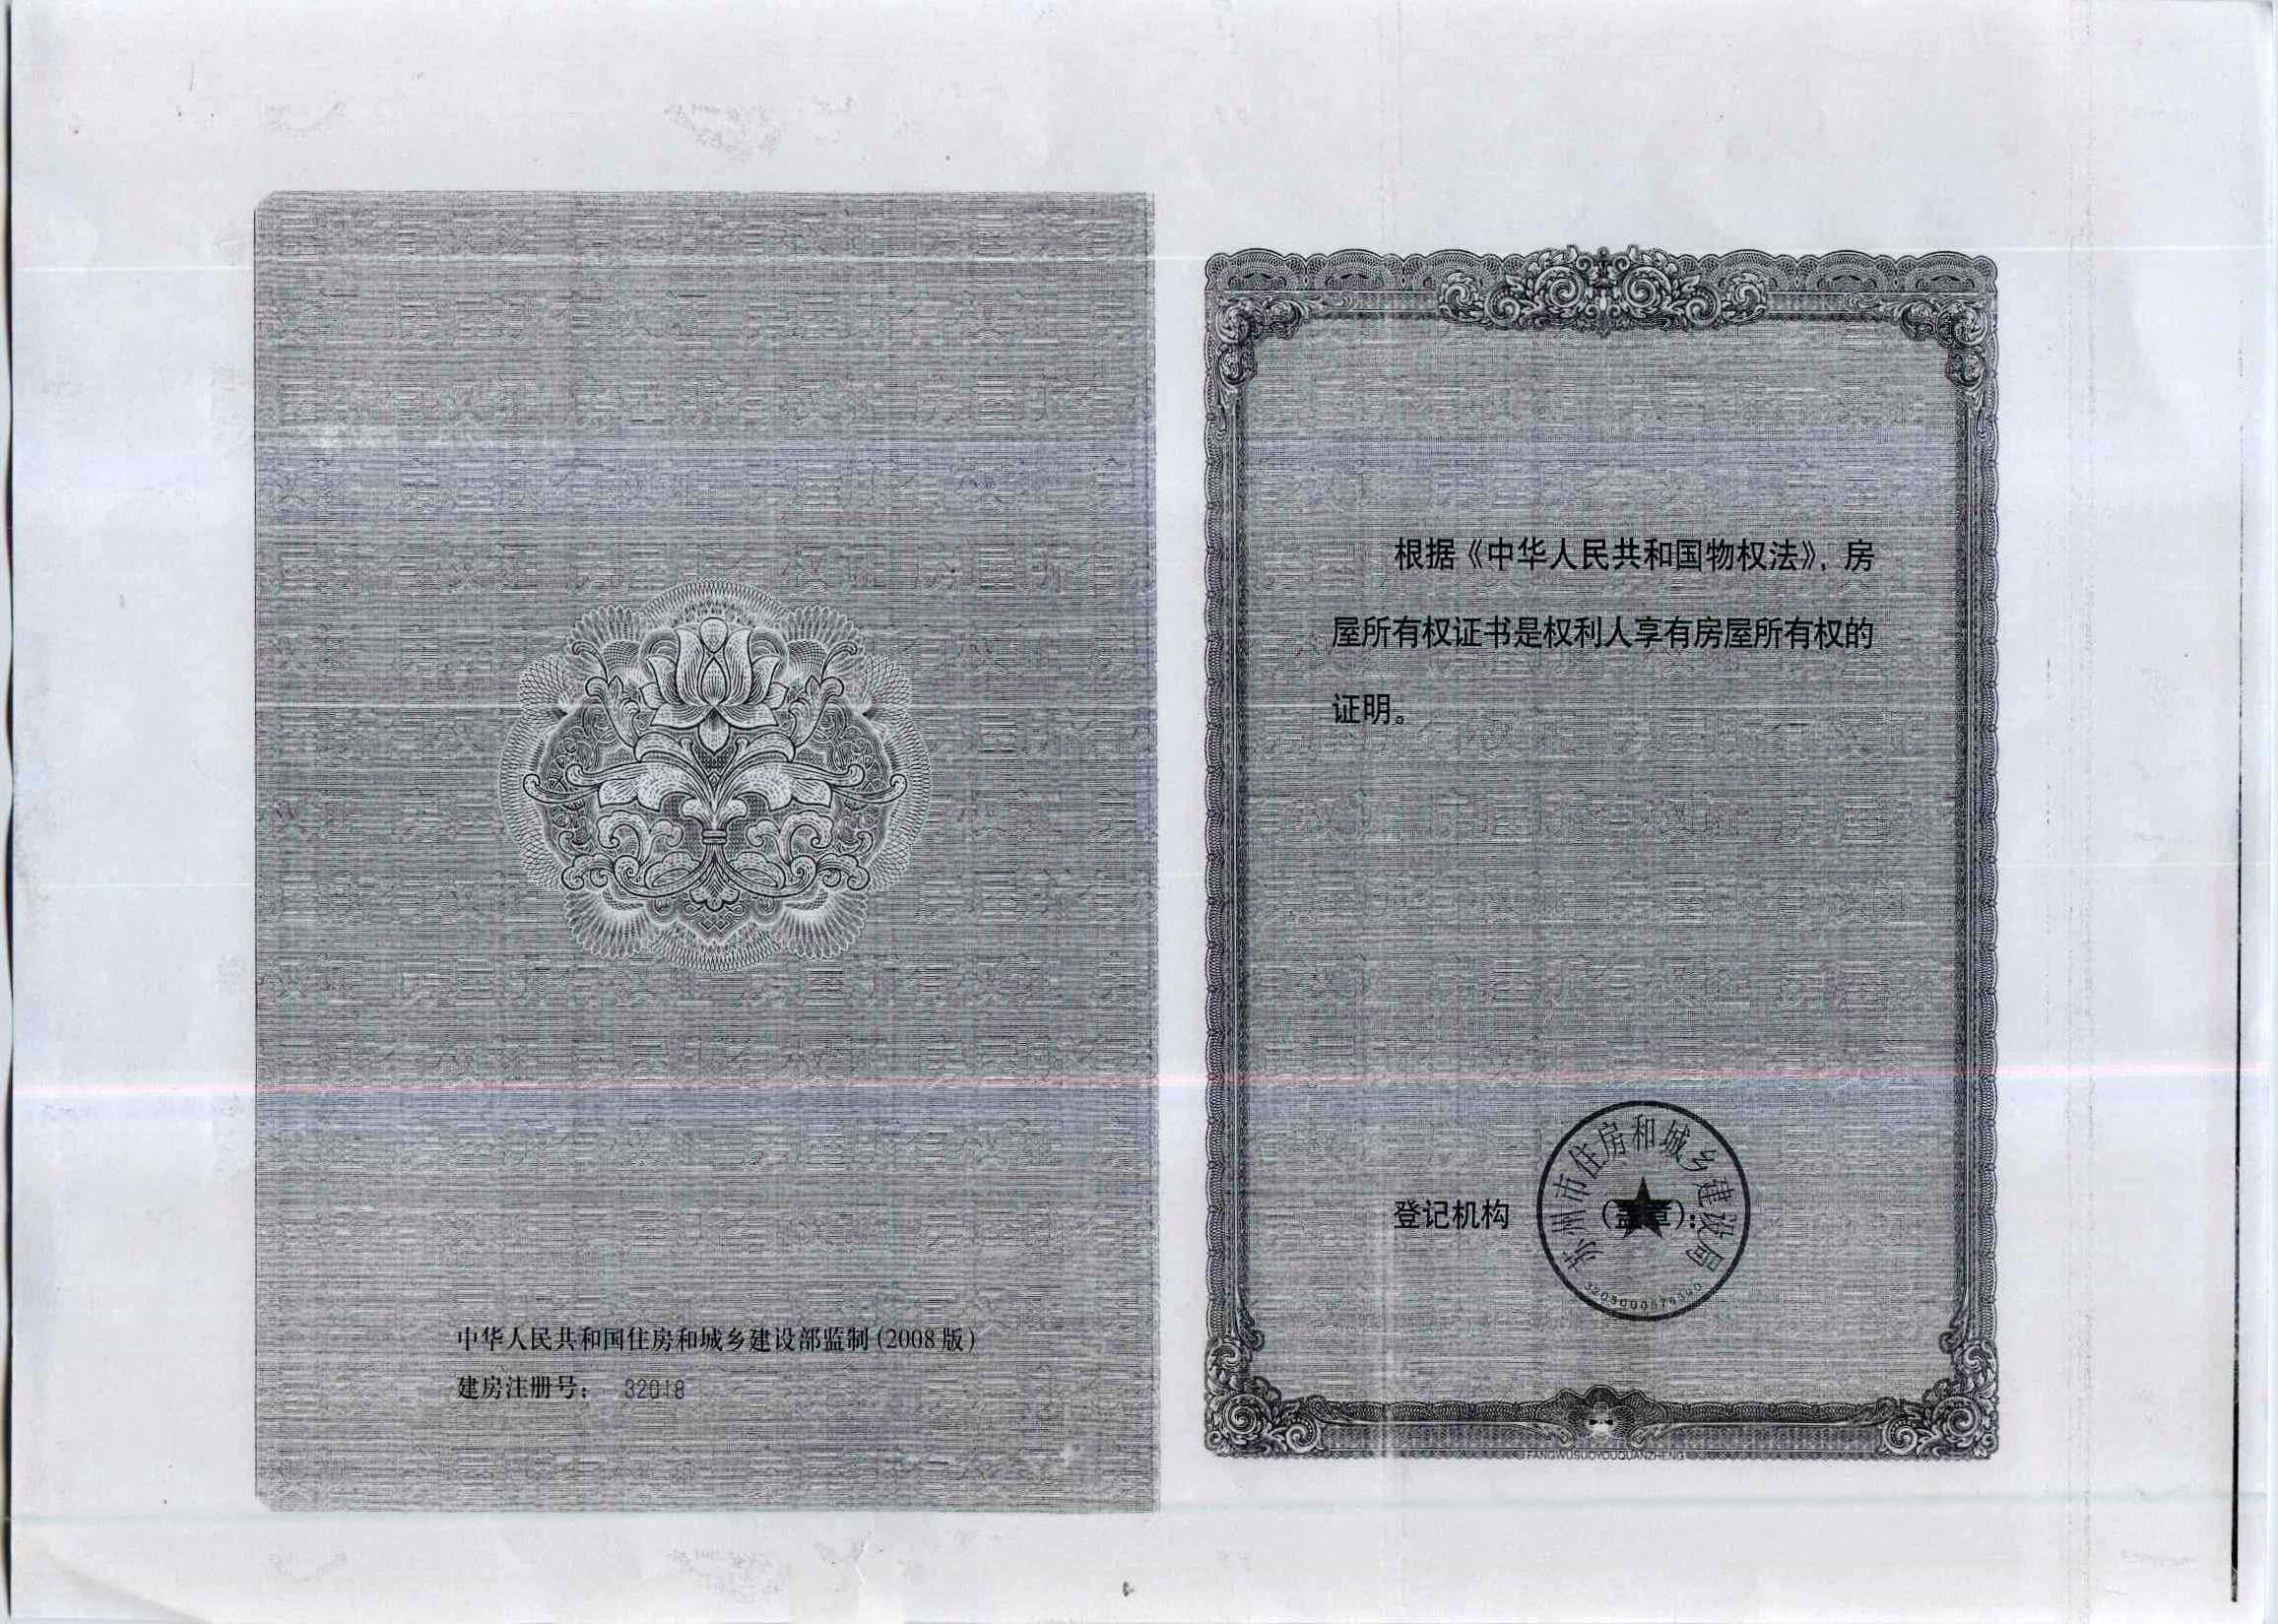 中华人民共和国住房和城乡建设部监制(2008版)
建房注册号: 32018
根据《中华人民共和国物权法》,房
屋所有权证书是权利人享有房屋所有权的
证明。
苏州市住房和城乡建设局
登记机构 (盖章):
FANGWUSUOYOUQUANZHENG